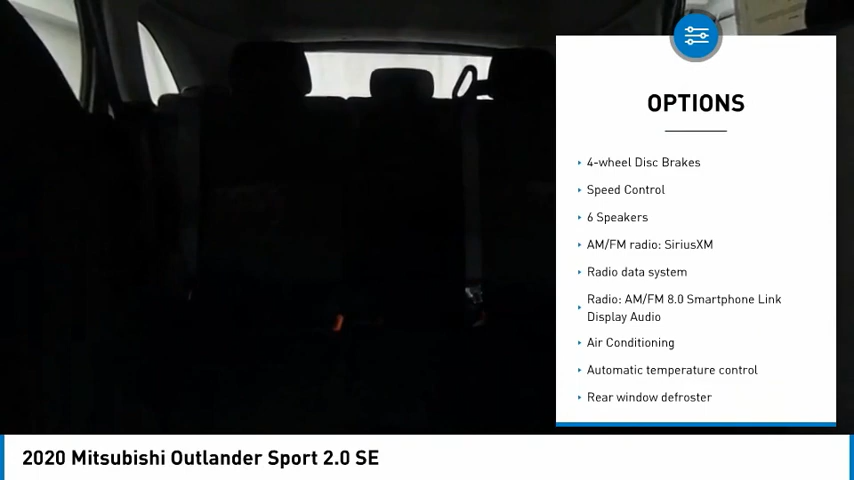 OPTIONS
4-wheel Disc Brakes
Speed Control
6 Speakers
AM/FM radio: SiriusXM
Radio data system
Radio: AM/FM 8.0 Smartphone Link
Display Audio
Air Conditioning
Automatic temperature control
Rear window defroster
2020 Mitsubishi Outlander Sport 2.0 SE